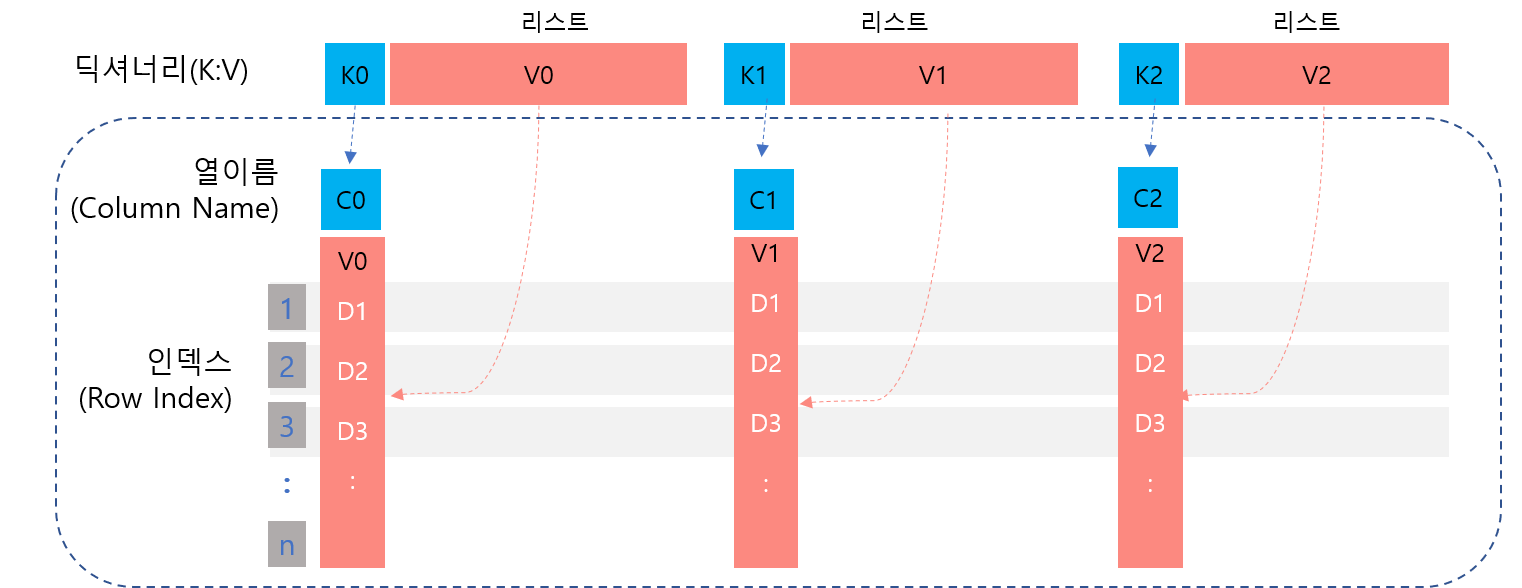 리스트 리스트 리스트
딕셔너리(K:V) K0 V0 K1 V1 K2 V2
열이름
(Column Name) C0 C1 C2
V0 V1 V2
1 D1 D1 D1
인덱스
(Row Index)
2 D2 D2 D2
3 D3 D3 D3
: : : :
n